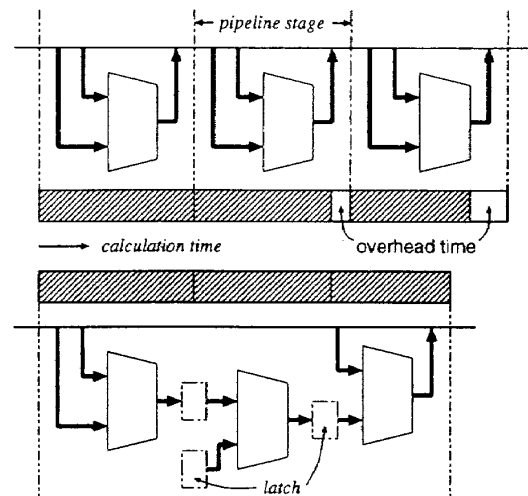 pipeline stage
calculation time
overhead time
latch